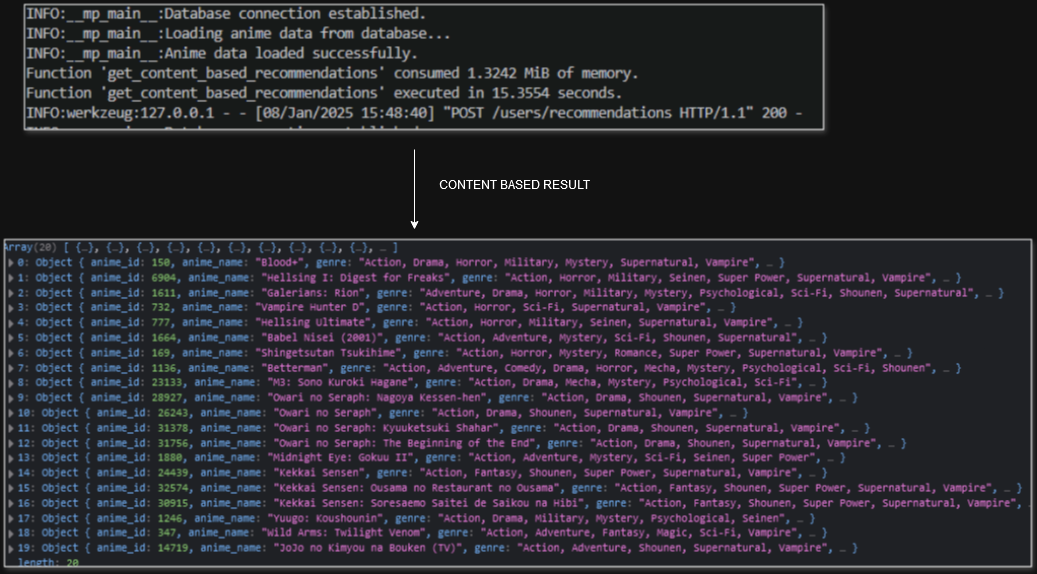 INFO:__mp_main__:Database connection established.
INFO:__mp_main__:Loading anime data from database...
INFO:__mp_main__:Anime data loaded successfully.
Function 'get_content_based_recommendations' consumed 1.3242 MiB of memory.
Function 'get_content_based_recommendations' executed in 15.3554 seconds.
INFO:werkzeug:127.0.0.1 - - [08/Jan/2025 15:48:40] "POST /users/recommendations HTTP/1.1" 200 -
CONTENT BASED RESULT
Array(20) [ {…}, {…}, {…}, {…}, {…}, {…}, {…}, {…}, {…}, {…}, … ]
0: Object { anime_id: 150, anime_name: "Blood+", genre: "Action, Drama, Horror, Military, Mystery, Supernatural, Vampire", … }
1: Object { anime_id: 6904, anime_name: "Hellsing I: Digest for Freaks", genre: "Action, Horror, Military, Seinen, Super Power, Supernatural, Vampire", … }
2: Object { anime_id: 1611, anime_name: "Galerians: Rion", genre: "Adventure, Drama, Horror, Military, Mystery, Psychological, Sci-Fi, Shounen, Supernatural", … }
3: Object { anime_id: 732, anime_name: "Vampire Hunter D", genre: "Action, Horror, Sci-Fi, Supernatural, Vampire", … }
4: Object { anime_id: 777, anime_name: "Hellsing Ultimate", genre: "Action, Horror, Military, Seinen, Supernatural, Vampire", … }
5: Object { anime_id: 1664, anime_name: "Babel Nisei (2001)", genre: "Action, Adventure, Mystery, Sci-Fi, Shounen, Supernatural", … }
6: Object { anime_id: 169, anime_name: "Shingetsutan Tsukihime", genre: "Action, Horror, Mystery, Romance, Super Power, Supernatural, Vampire", … }
7: Object { anime_id: 1136, anime_name: "Betterman", genre: "Action, Adventure, Comedy, Drama, Horror, Mecha, Mystery, Psychological, Sci-Fi, Shounen", … }
8: Object { anime_id: 23133, anime_name: "M3: Sono Kuroki Hagane", genre: "Action, Drama, Mecha, Mystery, Psychological, Sci-Fi", … }
9: Object { anime_id: 28927, anime_name: "Owari no Seraph: Nagoya Kessen-hen", genre: "Action, Drama, Shounen, Supernatural, Vampire", … }
10: Object { anime_id: 26243, anime_name: "Owari no Seraph", genre: "Action, Drama, Shounen, Supernatural, Vampire", … }
11: Object { anime_id: 31378, anime_name: "Owari no Seraph: Kyuuketsuki Shahar", genre: "Action, Drama, Shounen, Supernatural, Vampire", … }
12: Object { anime_id: 31756, anime_name: "Owari no Seraph: The Beginning of the End", genre: "Action, Drama, Shounen, Supernatural, Vampire", … }
13: Object { anime_id: 1880, anime_name: "Midnight Eye: Gokuu II", genre: "Action, Adventure, Mystery, Sci-Fi, Seinen, Super Power", … }
14: Object { anime_id: 24439, anime_name: "Kekkai Sensen", genre: "Action, Fantasy, Shounen, Super Power, Supernatural, Vampire", … }
15: Object { anime_id: 32574, anime_name: "Kekkai Sensen: Ousama no Restaurant no Ousama", genre: "Action, Fantasy, Shounen, Super Power, Supernatural, Vampire", … }
16: Object { anime_id: 30915, anime_name: "Kekkai Sensen: Soresaemo Saitei de Saikou na Hibi", genre: "Action, Fantasy, Shounen, Super Power, Supernatural, Vampire", …
17: Object { anime_id: 1246, anime_name: "Yuugo: Koushounin", genre: "Action, Drama, Military, Mystery, Psychological, Seinen", … }
18: Object { anime_id: 347, anime_name: "Wild Arms: Twilight Venom", genre: "Action, Adventure, Fantasy, Magic, Sci-Fi, Vampire", … }
19: Object { anime_id: 14719, anime_name: "JoJo no Kimyou na Bouken (TV)", genre: "Action, Adventure, Shounen, Supernatural, Vampire", … }
length: 20